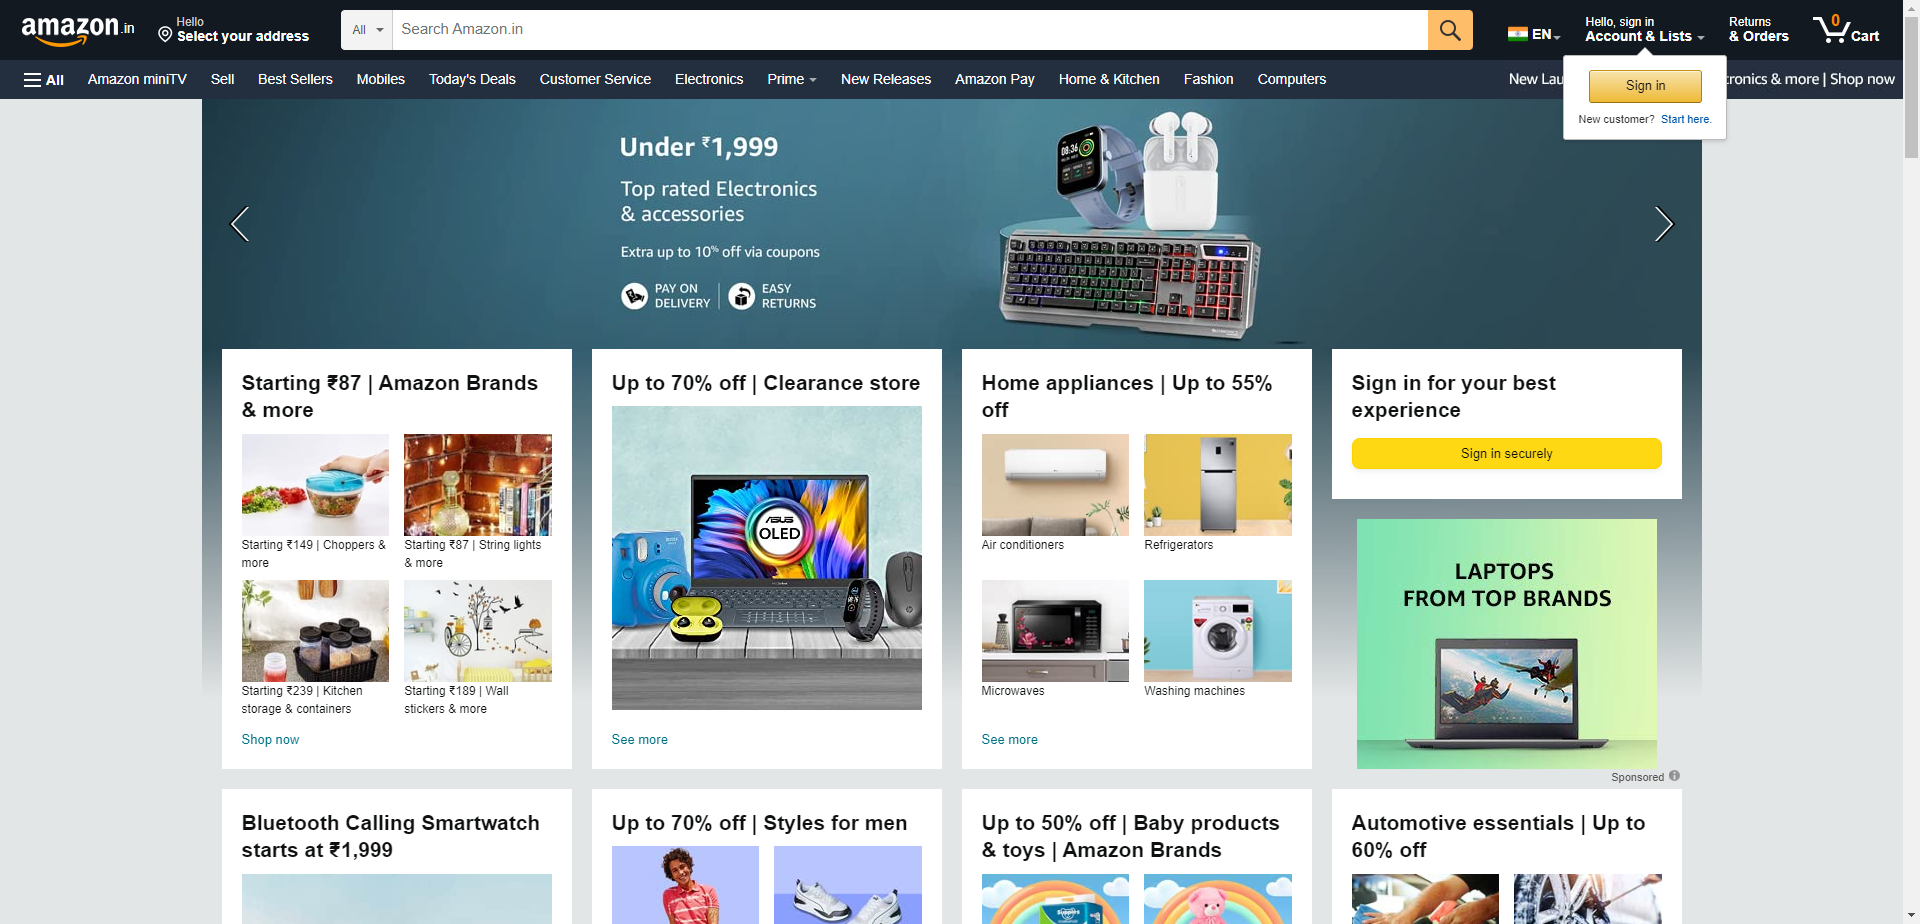 amazon.in
Hello
Select your address
All
Search Amazon.in
EN
Hello, sign in
Account & Lists
Returns
& Orders
0
Cart
All
Amazon miniTV
Sell
Best Sellers
Mobiles
Today's Deals
Customer Service
Electronics
Prime
New Releases
Amazon Pay
Home & Kitchen
Fashion
Computers
New Lau
ctronics & more | Shop now
Sign in
New customer? Start here.
Under ₹1,999
Top rated Electronics
& accessories
Extra up to 10% off via coupons
PAY ON
DELIVERY
EASY
RETURNS
08:36
Starting ₹87 | Amazon Brands
& more
Starting ₹149 | Choppers &
more
Starting ₹87 | String lights
& more
Starting ₹239 | Kitchen
storage & containers
Starting ₹189 | Wall
stickers & more
Shop now
Up to 70% off | Clearance store
ASUS
OLED
See more
Home appliances | Up to 55%
off
Air conditioners
Refrigerators
Microwaves
Washing machines
See more
Sign in for your best
experience
Sign in securely
LAPTOPS
FROM TOP BRANDS
Sponsored
Bluetooth Calling Smartwatch
starts at ₹1,999
Up to 70% off | Styles for men
Up to 50% off | Baby products
& toys | Amazon Brands
Supples
Automotive essentials | Up to
60% off